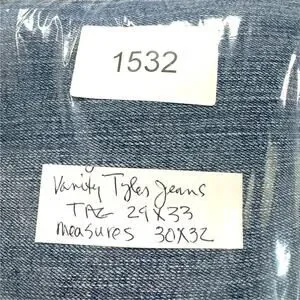 1532
Vanity Tyler Jeans
TAG 29X33
measures 30X32